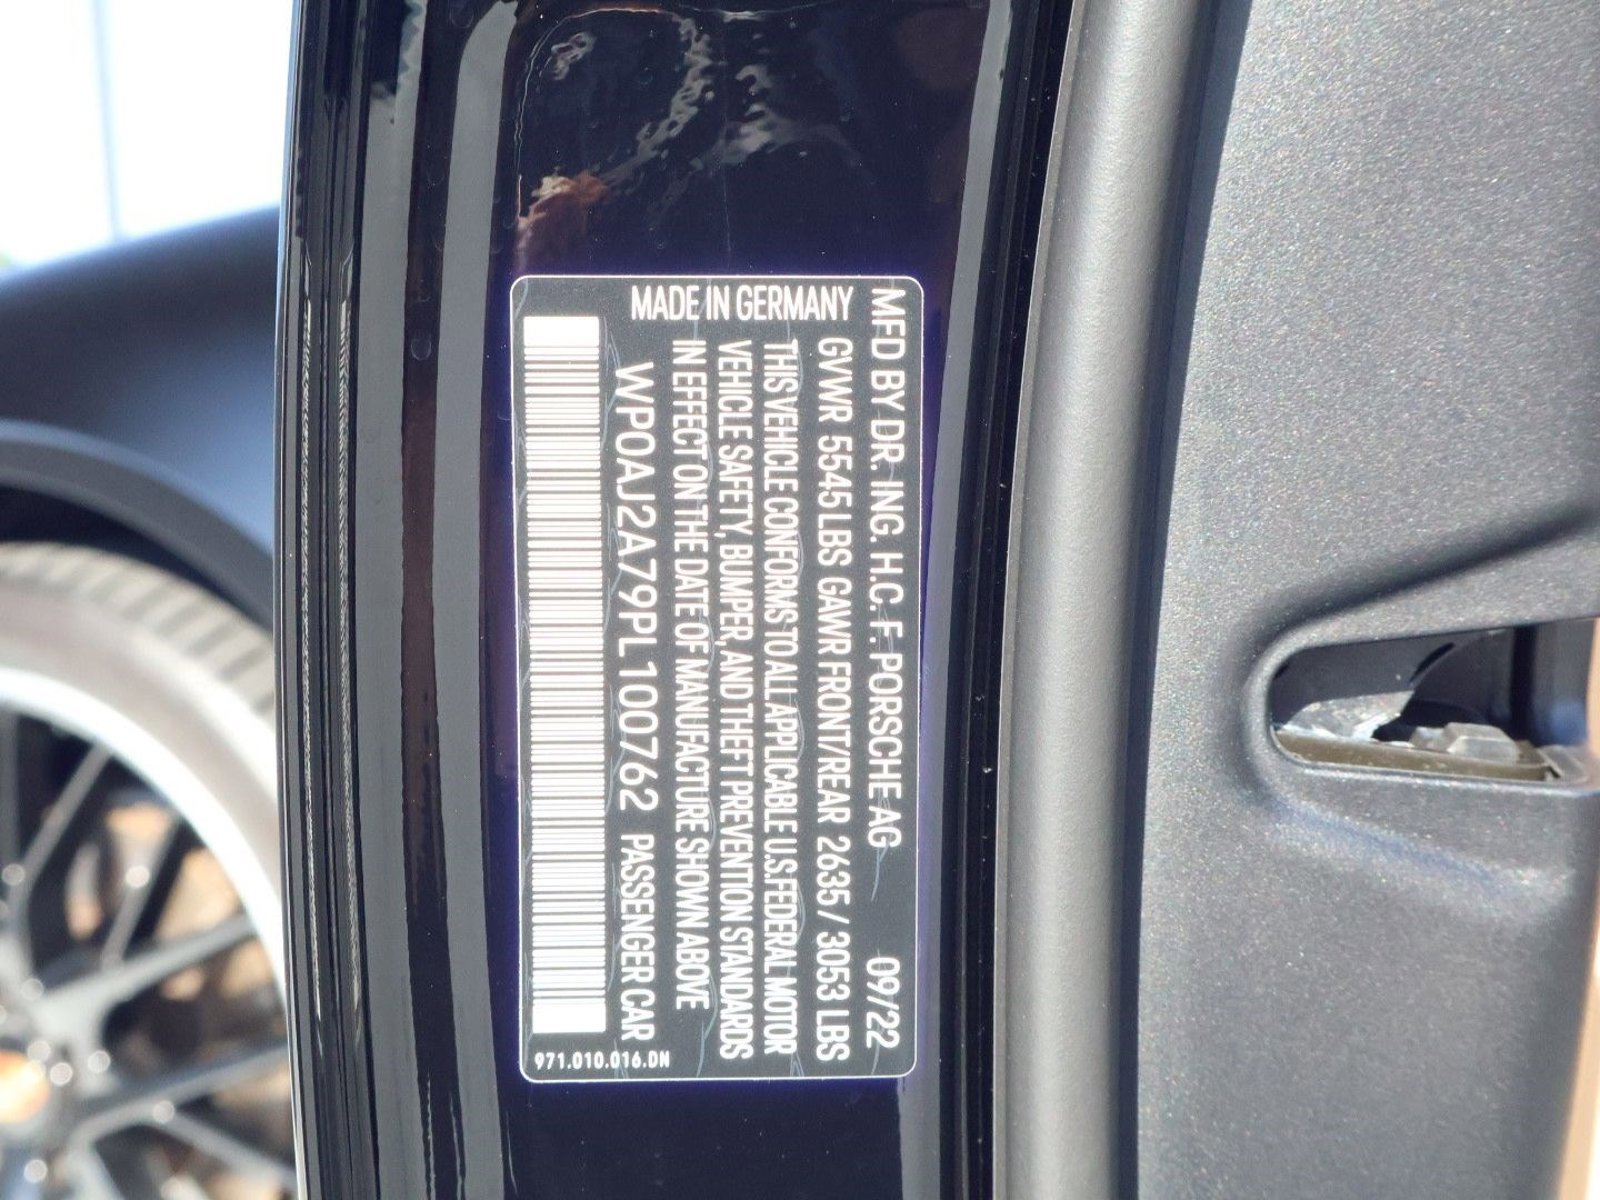 MFD BY DR. ING. H.C. F. PORSCHE AG 09/22
GVWR 5545 LBS GAWR FRONT/REAR 2635 / 3053 LBS
THIS VEHICLE CONFORMS TO ALL APPLICABLE U.S. FEDERAL MOTOR
VEHICLE SAFETY, BUMPER, AND THEFT PREVENTION STANDARDS
IN EFFECT ON THE DATE OF MANUFACTURE SHOWN ABOVE
WP0AJ2A79PL100762 PASSENGER CAR
MADE IN GERMANY
971.010.016.DN